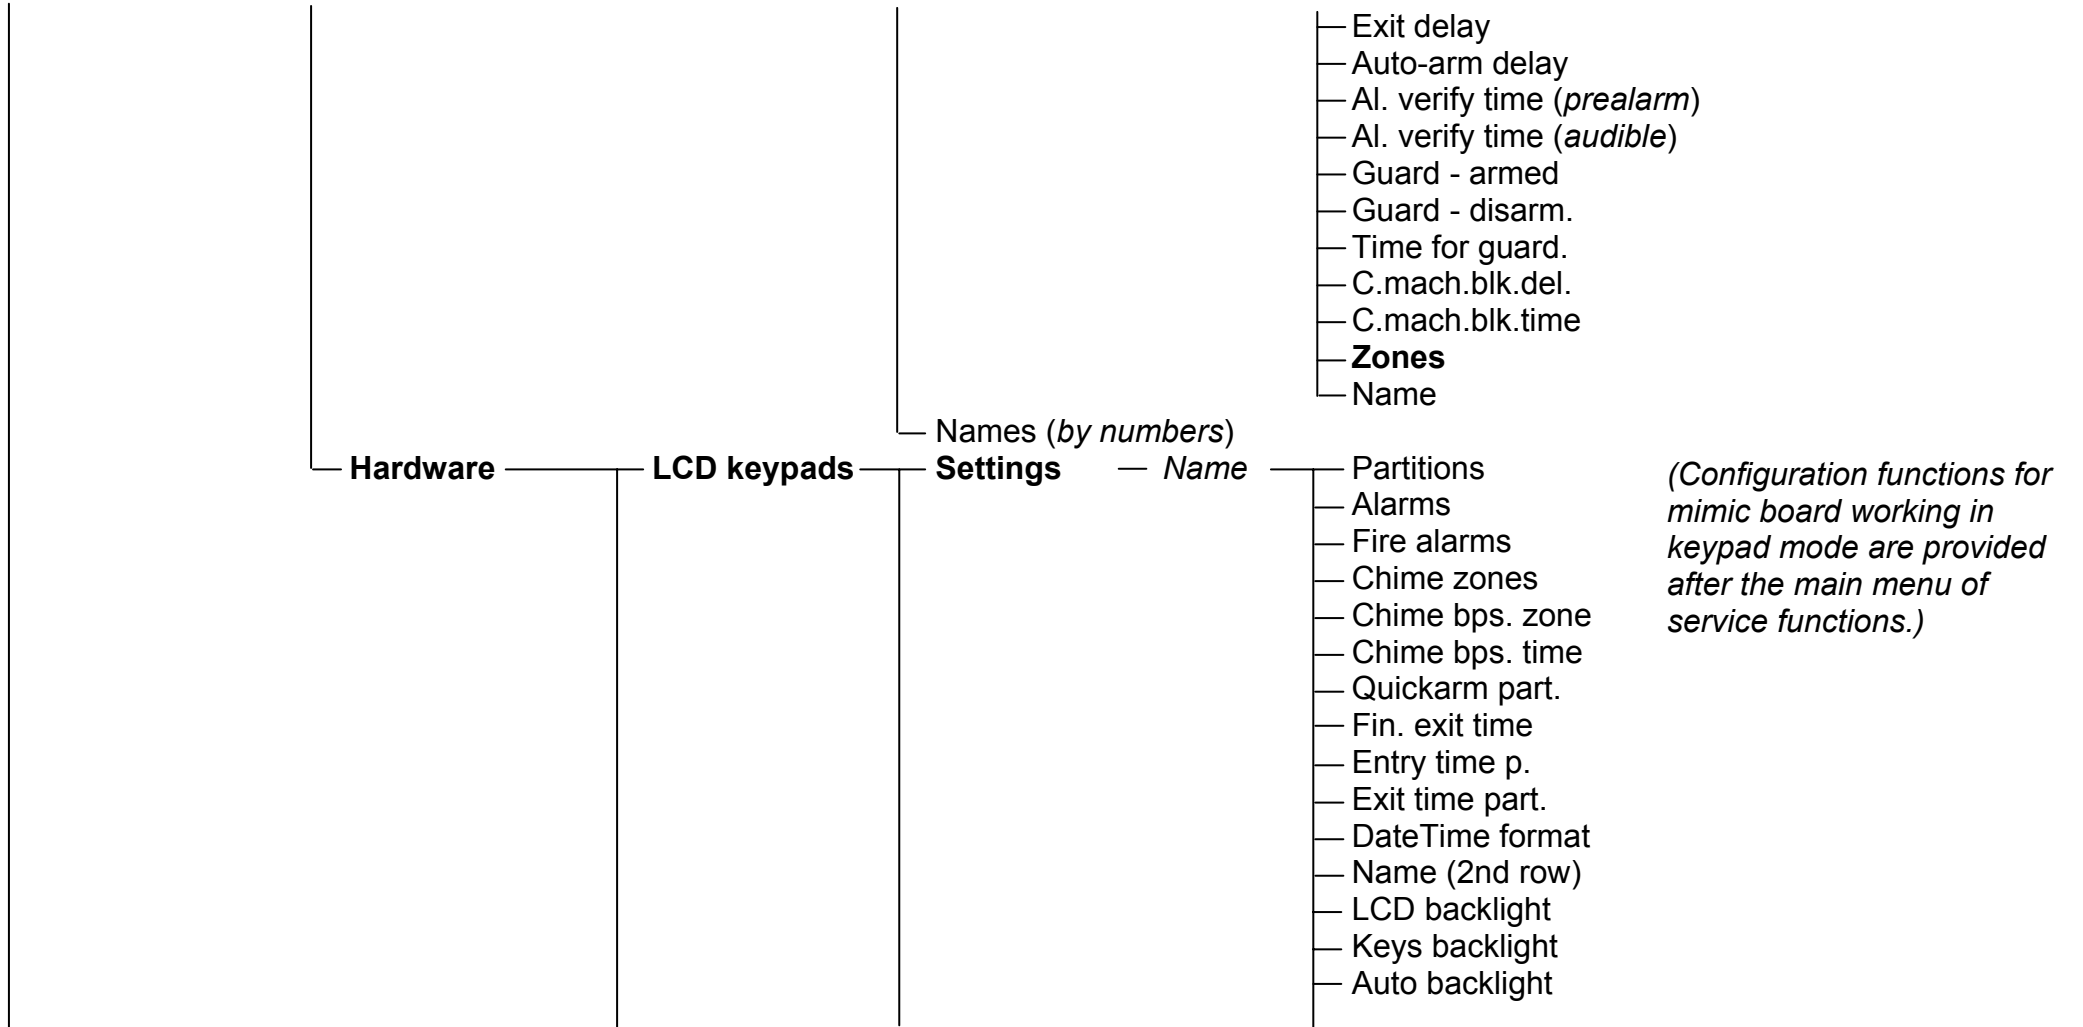 Exit delay
Auto-arm delay
Al. verify time (prealarm)
Al. verify time (audible)
Guard - armed
Guard - disarm.
Time for guard.
C.mach.blk.del.
C.mach.blk.time
Zones
Name
Names (by numbers)
Hardware LCD keypads Settings Name Partitions
Alarms
Fire alarms
Chime zones
Chime bps. zone
Chime bps. time
Quickarm part.
Fin. exit time
Entry time p.
Exit time part.
DateTime format
Name (2nd row)
LCD backlight
Keys backlight
Auto backlight
(Configuration functions for
mimic board working in
keypad mode are provided
after the main menu of
service functions.)